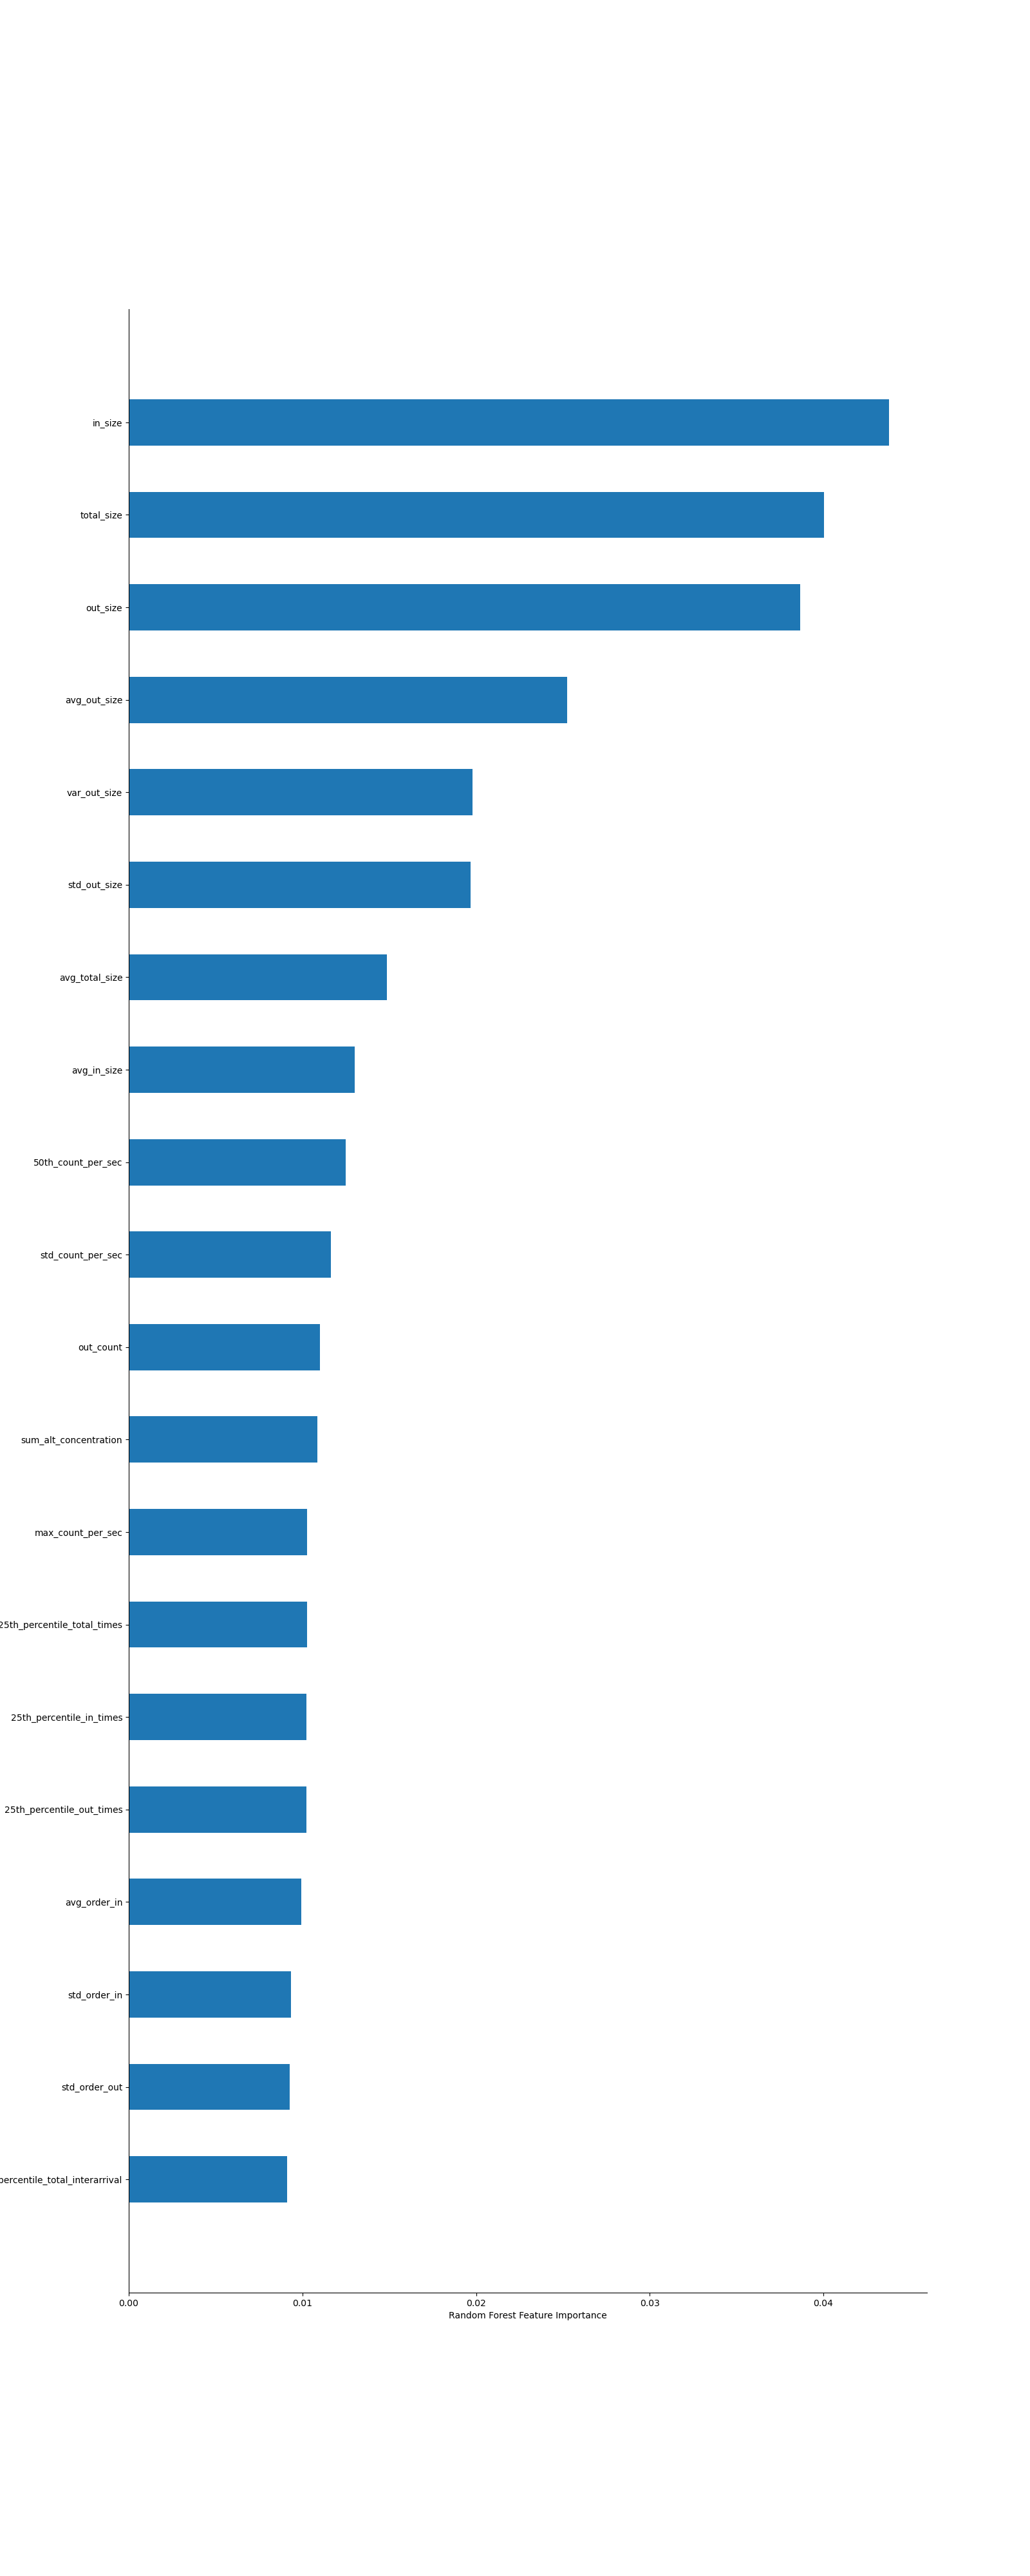 in_size
total_size
out_size
avg_out_size
var_out_size
std_out_size
avg_total_size
avg_in_size
50th_count_per_sec
std_count_per_sec
out_count
sum_alt_concentration
max_count_per_sec
25th_percentile_total_times
25th_percentile_in_times
25th_percentile_out_times
avg_order_in
std_order_in
std_order_out
percentile_total_interarrival
0.00 0.01 0.02 0.03 0.04
Random Forest Feature Importance